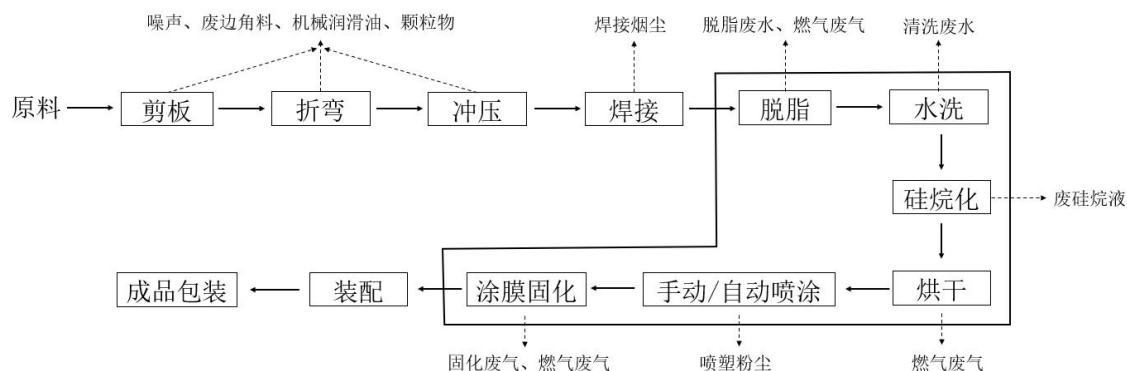 噪声、废边角料、机械润滑油、颗粒物
焊接烟尘
脱脂废水、燃气废气
清洗废水
原料
剪板
折弯
冲压
焊接
脱脂
水洗
硅烷化
废硅烷液
成品包装
装配
涂膜固化
手动/自动喷涂
烘干
固化废气、燃气废气
喷塑粉尘
燃气废气